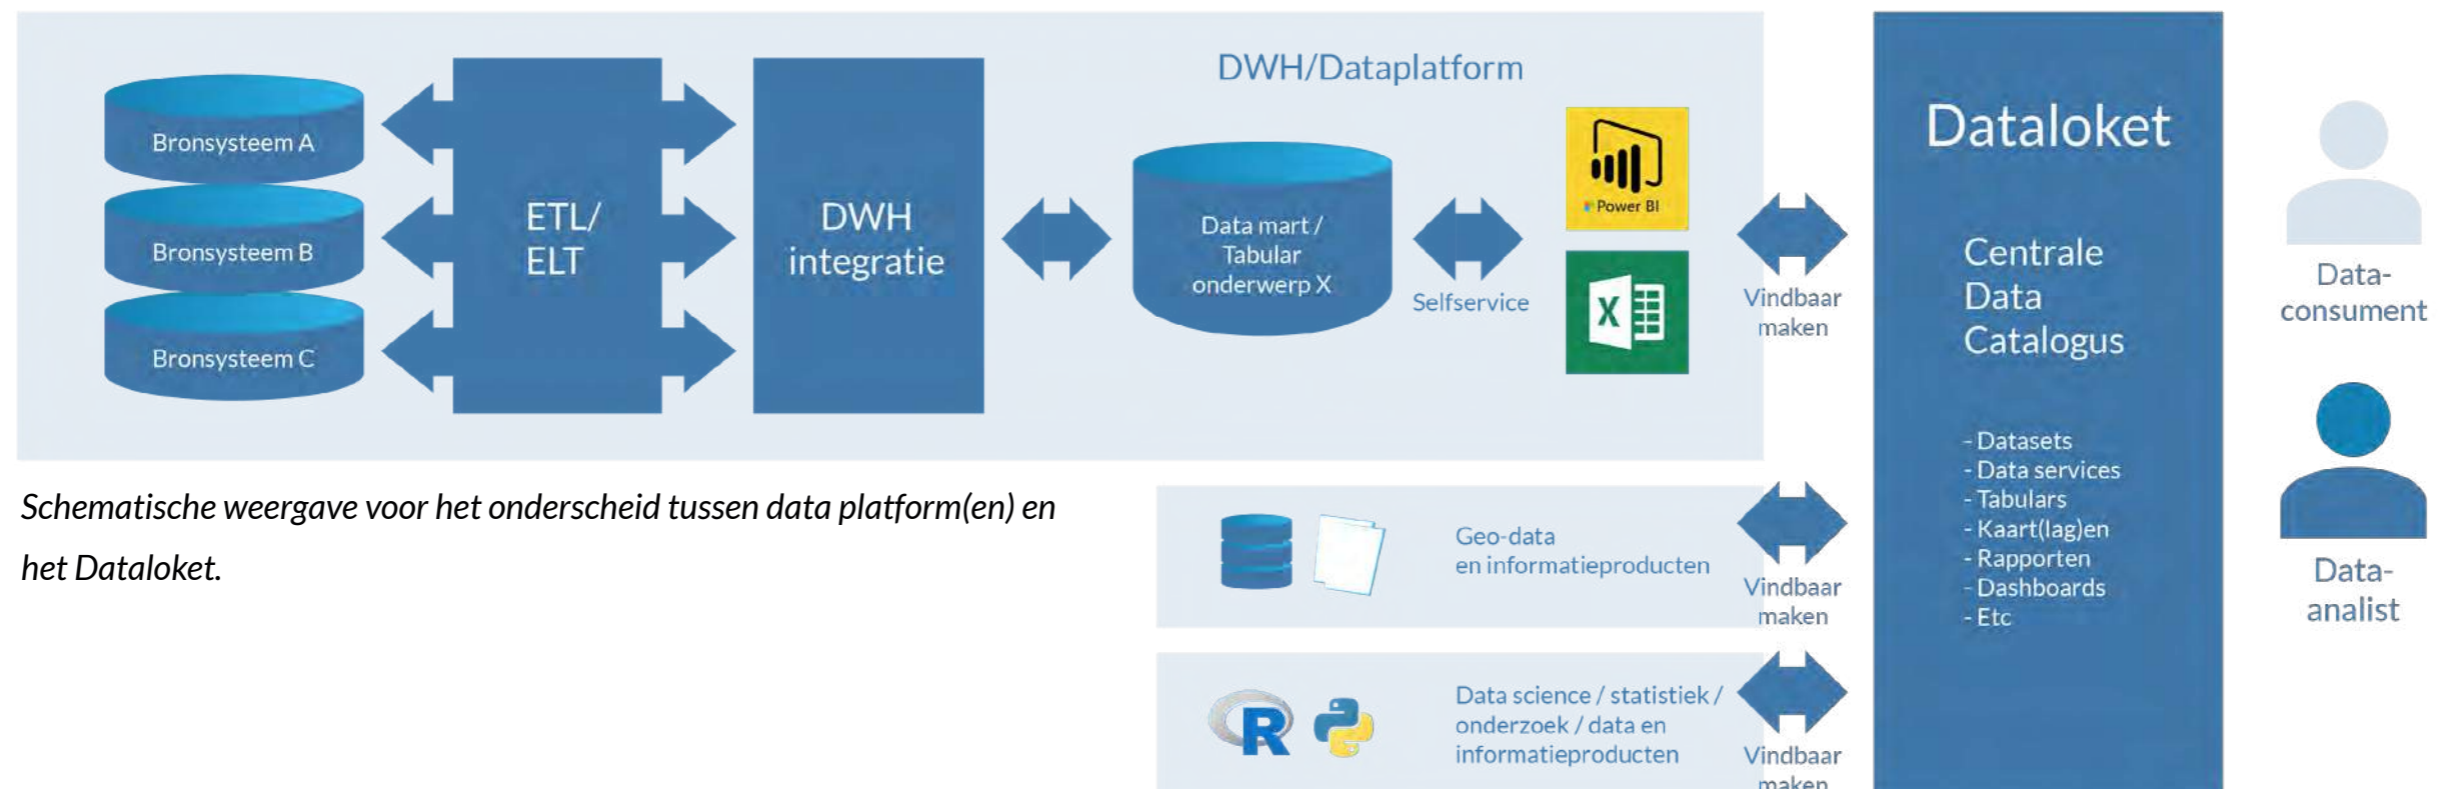 DWH/Dataplatform
Bronsysteem A
Bronsysteem B
Bronsysteem C
ETL/
ELT
DWH
integratie
Data mart /
Tabular
onderwerp X
Selfservice
Power BI
X
Vindbaar
maken
Dataloket
Centrale
Data
Catalogus
- Datasets
- Data services
- Tabulars
- Kaart(lag)en
- Rapporten
- Dashboards
- Etc
Data-
consument
Data-
analist
Schematische weergave voor het onderscheid tussen data platform(en) en
het Dataloket.
Geo-data
en informatieproducten
Vindbaar
maken
R
Data science / statistiek /
onderzoek / data en
informatieproducten
Vindbaar
maken